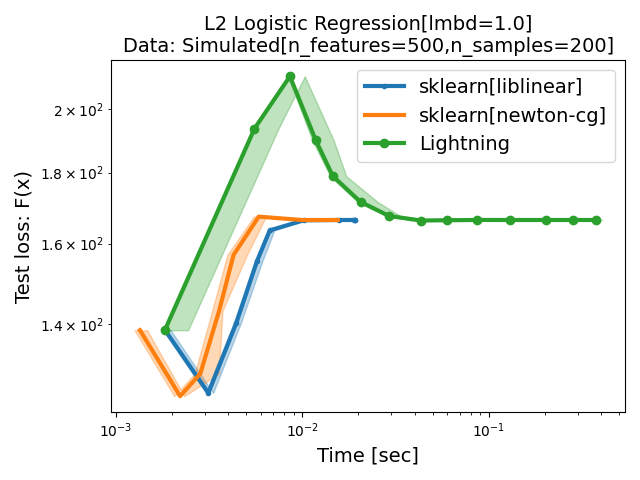 L2 Logistic Regression[lmbd=1.0]
Data: Simulated[n_features=500,n_samples=200]
sklearn[liblinear]
sklearn[newton-cg]
Lightning
Test loss: F(x)
2 × 10²
1.8 × 10²
1.6 × 10²
1.4 × 10²
10⁻³
10⁻²
10⁻¹
Time [sec]